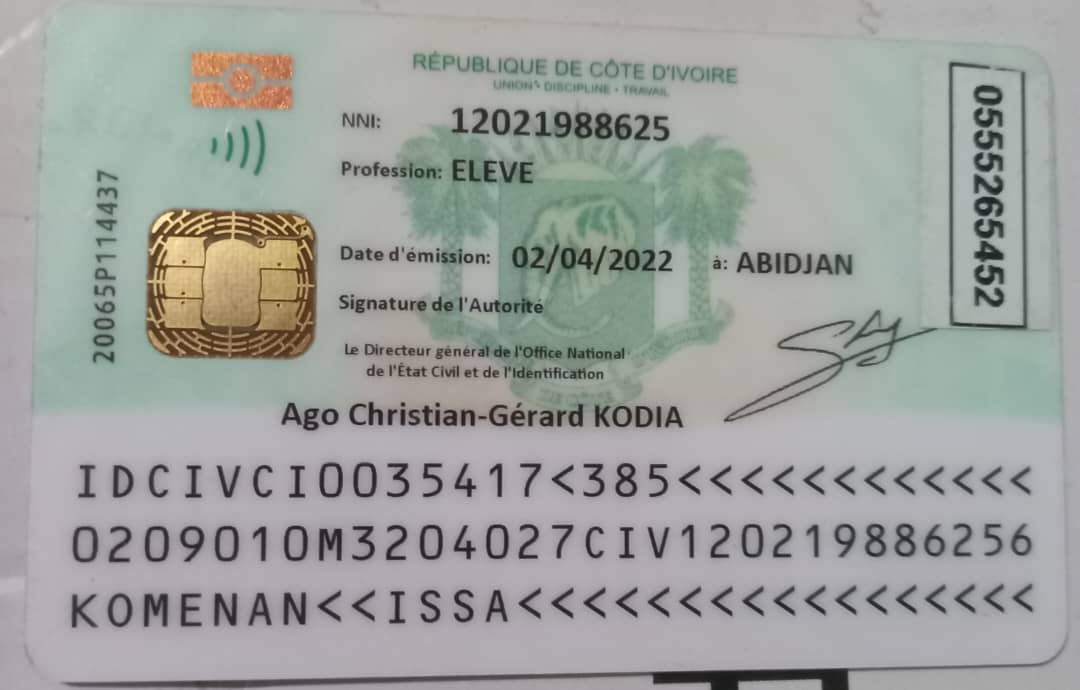 RÉPUBLIQUE DE CÔTE D'IVOIRE
UNION - DISCIPLINE - TRAVAIL
NNI: 12021988625
Profession: ELEVE
Date d'émission: 02/04/2022 à: ABIDJAN
Signature de l'Autorité
Le Directeur général de l'Office National
de l'État Civil et de l'Identification
Ago Christian-Gérard KODIA
20065P114437
0555265452
IDCIVCI0035417<385<<<<<<<<<<<<
0209010M3204027CIV120219886256
KOMENAN<<ISSA<<<<<<<<<<<<<<<<<